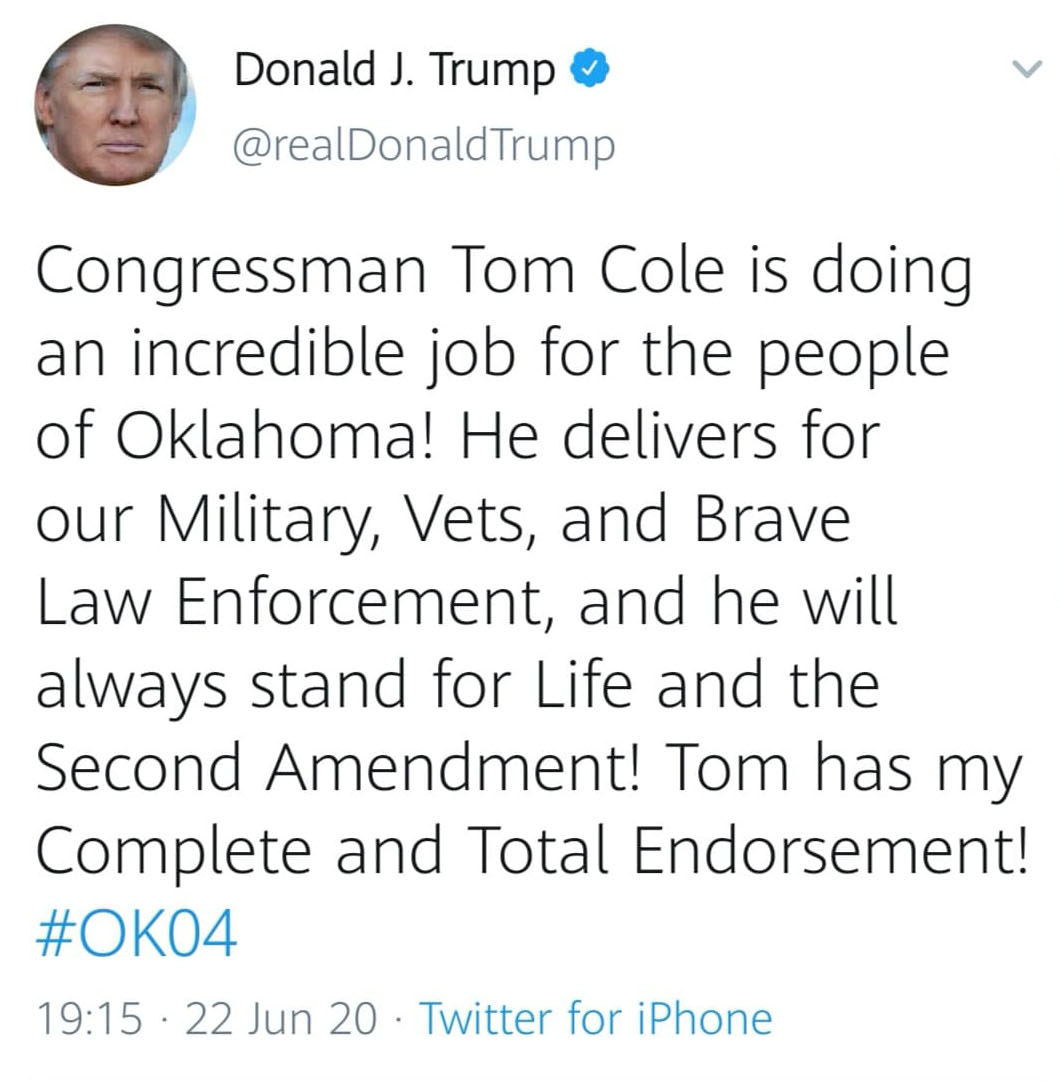 Donald J. Trump
@realDonaldTrump
Congressman Tom Cole is doing
an incredible job for the people
of Oklahoma! He delivers for
our Military, Vets, and Brave
Law Enforcement, and he will
always stand for Life and the
Second Amendment! Tom has my
Complete and Total Endorsement!
#OK04
19:15 · 22 Jun 20 · Twitter for iPhone